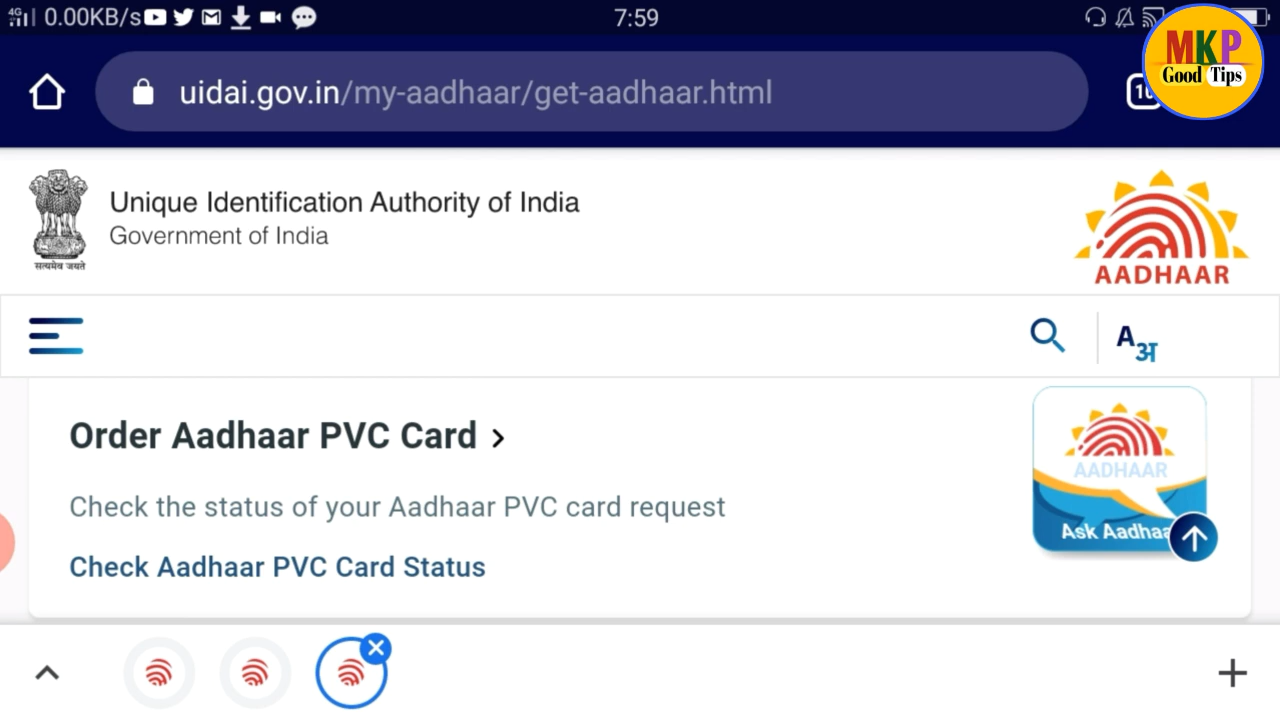 4G 0.00KB/s 7:59
MKP
Good Tips
uidai.gov.in/my-aadhaar/get-aadhaar.html
Unique Identification Authority of India
Government of India
सत्यमेव जयते
AADHAAR
A अ
Order Aadhaar PVC Card
AADHAAR
Check the status of your Aadhaar PVC card request
Ask Aadhaa
Check Aadhaar PVC Card Status